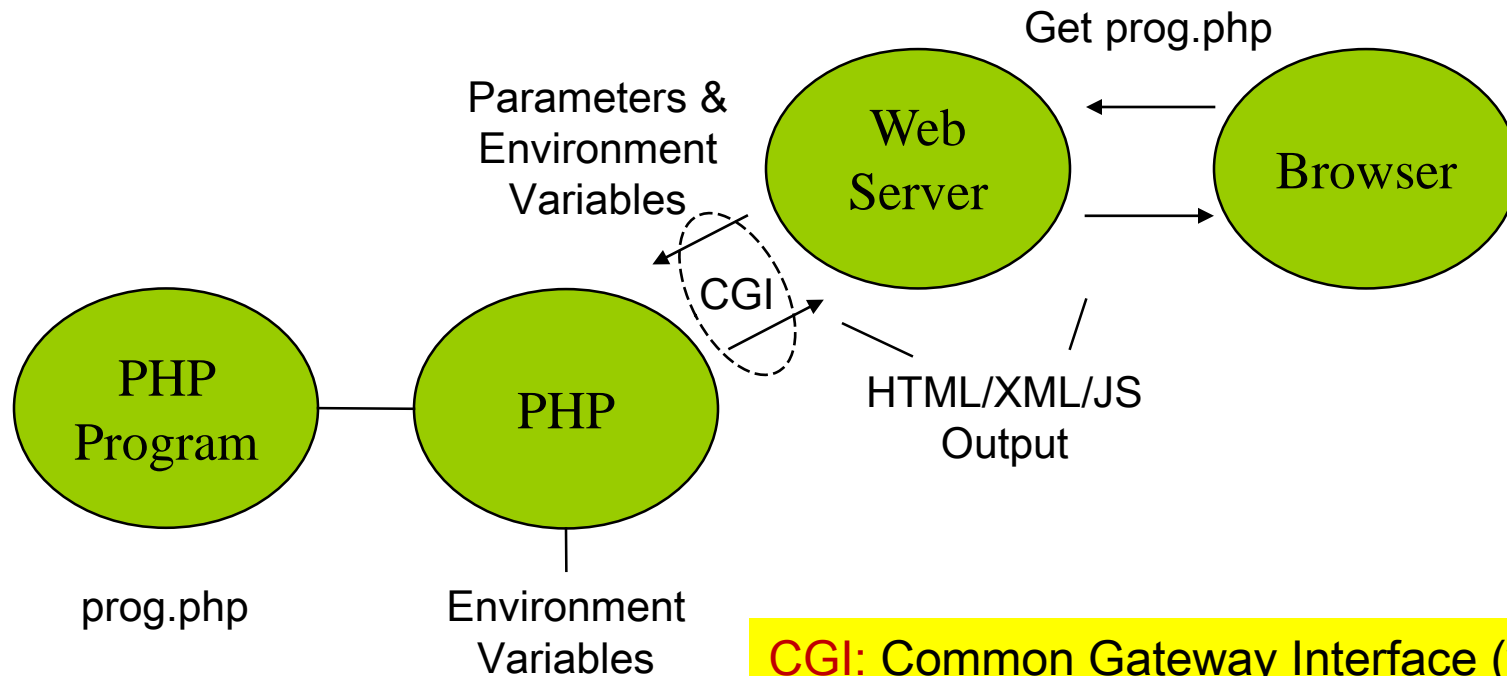 Get prog.php
Parameters &
Environment
Variables
Web
Server
Browser
CGI
PHP
Program
PHP
HTML/XML/JS
Output
prog.php
Environment
Variables
CGI: Common Gateway Interface (